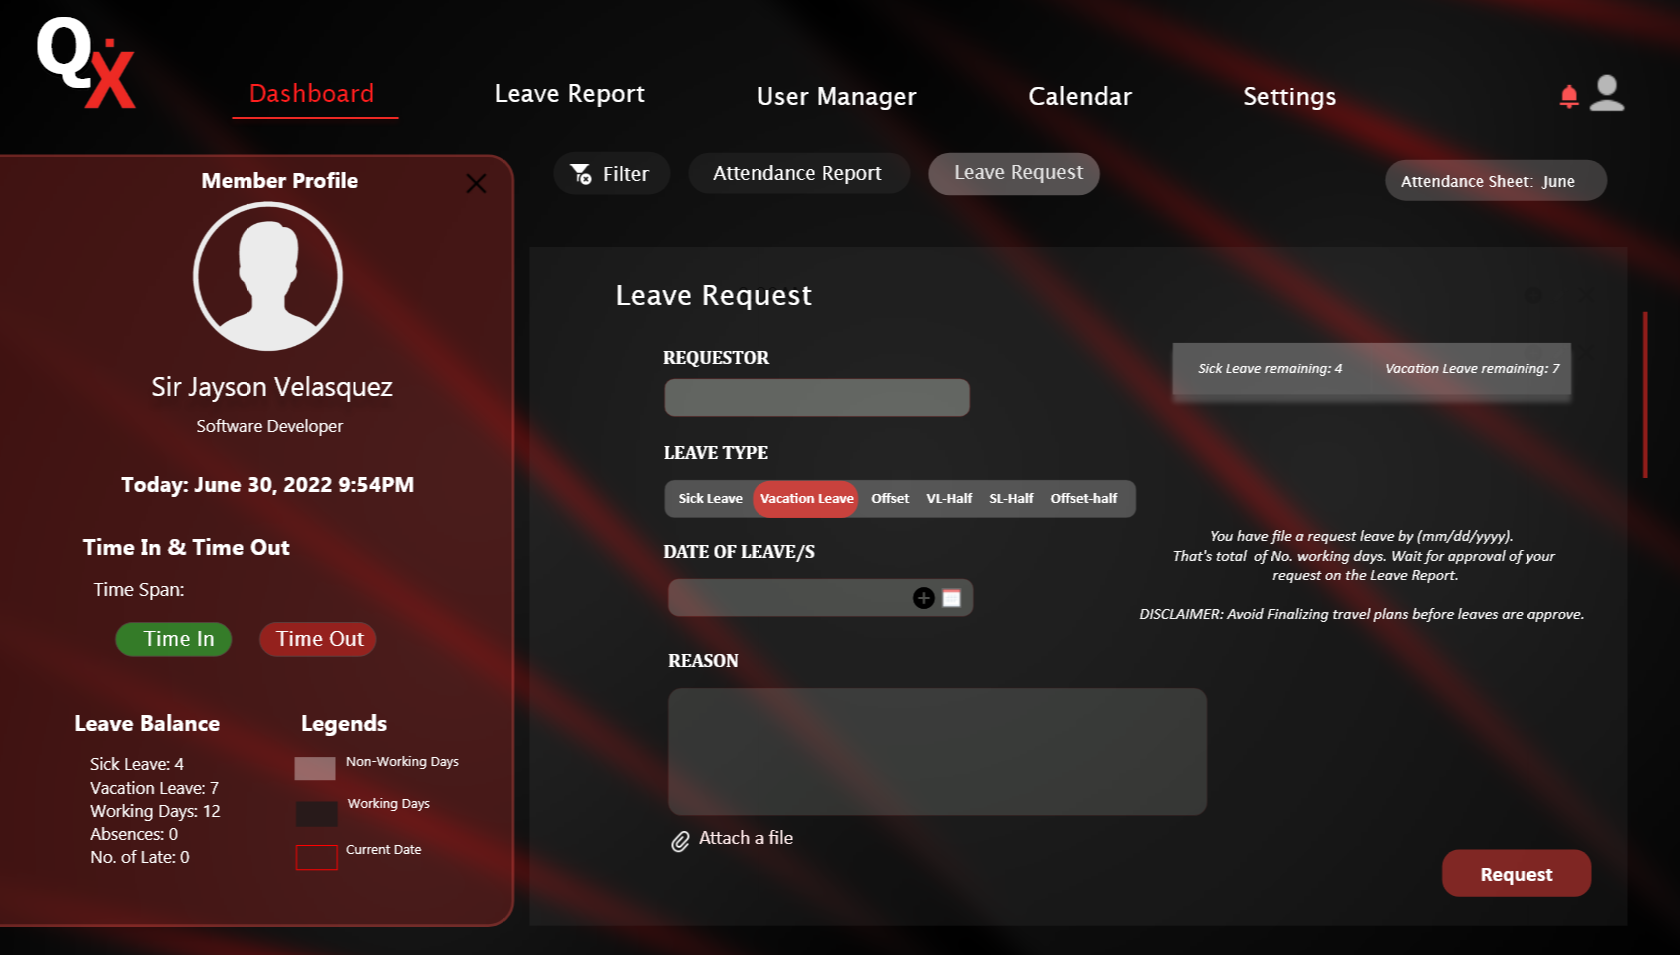 QX
Dashboard
Leave Report
User Manager
Calendar
Settings
Member Profile
Sir Jayson Velasquez
Software Developer
Today: June 30, 2022 9:54PM
Time In & Time Out
Time Span:
Time In
Time Out
Leave Balance
Sick Leave: 4
Vacation Leave: 7
Working Days: 12
Absences: 0
No. of Late: 0
Legends
Non-Working Days
Working Days
Current Date
Filter
Attendance Report
Leave Request
Attendance Sheet: June
Leave Request
REQUESTOR
Sick Leave remaining: 4
Vacation Leave remaining: 7
LEAVE TYPE
Sick Leave
Vacation Leave
Offset
VL-Half
SL-Half
Offset-half
DATE OF LEAVE/S
You have file a request leave by (mm/dd/yyyy).
That's total of No. working days. Wait for approval of your
request on the Leave Report.
DISCLAIMER: Avoid Finalizing travel plans before leaves are approve.
REASON
Attach a file
Request